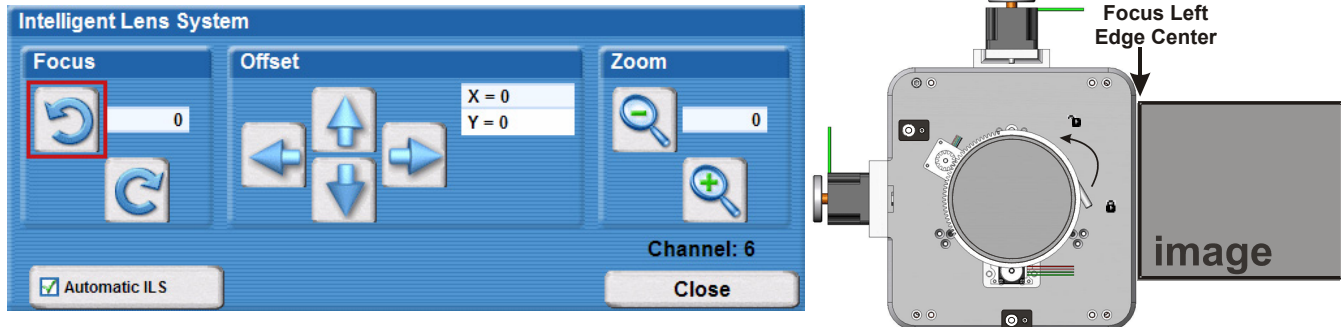 Intelligent Lens System
Focus
0
Offset
X = 0
Y = 0
Zoom
0
Channel: 6
Automatic ILS
Close
Focus Left
Edge Center
image